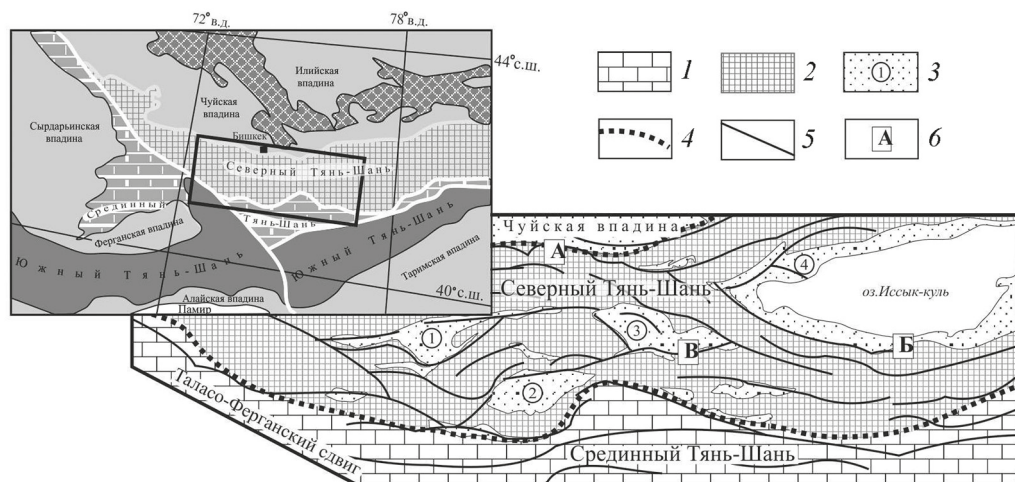 72°в.д.
78°в.д.
44°с.ш.
Илийская
впадина
Чуйская
впадина
Сырдарьинская
впадина
Бишкек
Северный Тянь-Шань
Срединный
Тянь-Шань
Ферганская впадина
Южный Тянь-Шань
Южный Тянь-Шань
Таримская впадина
Алайская впадина
Памир
40°с.ш.
1
2
1
3
4
5
А
6
Чуйская впадина
А
4
Северный Тянь-Шань
оз.Иссык-куль
1
3
В
Б
2
Таласо-Ферганский сдвиг
Срединный Тянь-Шань